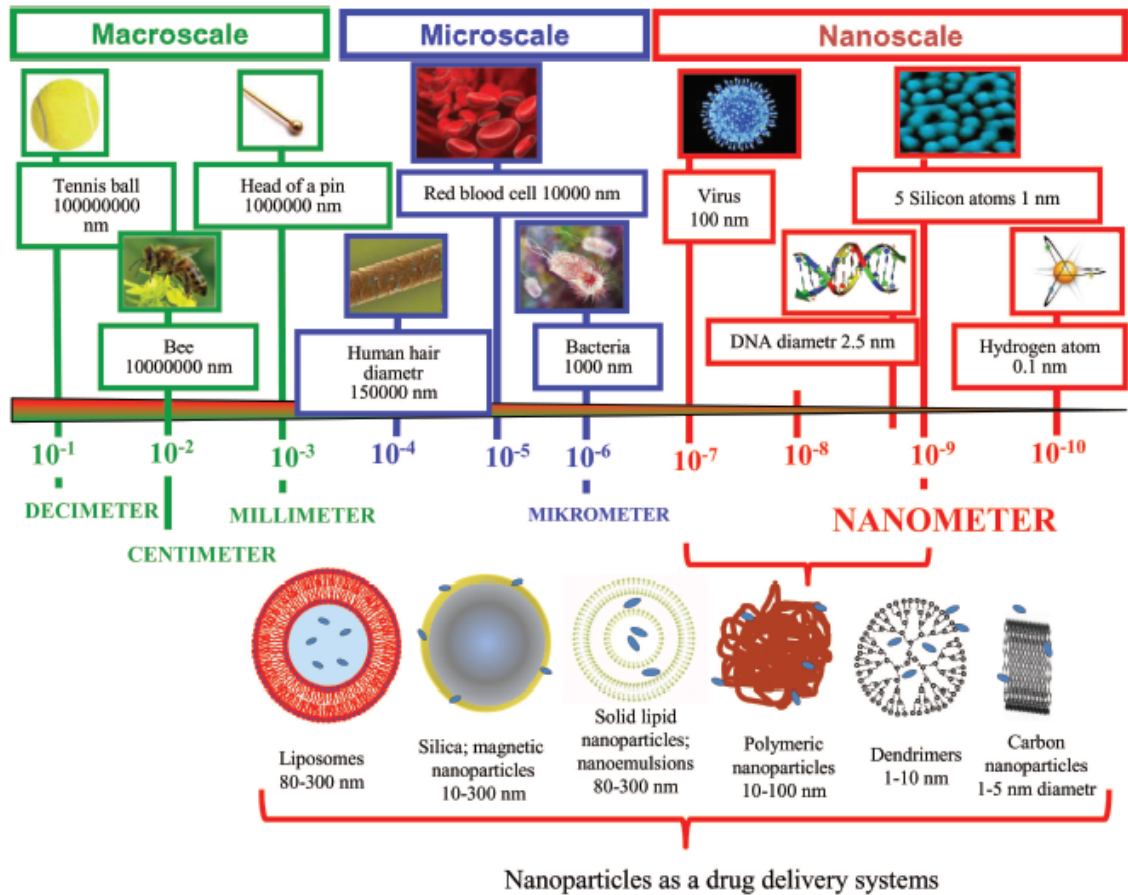 Macroscale
Microscale
Nanoscale
Tennis ball
100000000
nm
Head of a pin
1000000 nm
Red blood cell 10000 nm
Virus
100 nm
5 Silicon atoms 1 nm
Bee
10000000 nm
Human hair
diametr
150000 nm
Bacteria
1000 nm
DNA diametr 2.5 nm
Hydrogen atom
0.1 nm
10⁻¹
10⁻²
10⁻³
10⁻⁴
10⁻⁵
10⁻⁶
10⁻⁷
10⁻⁸
10⁻⁹
10⁻¹⁰
DECIMETER
MILLIMETER
MIKROMETER
NANOMETER
CENTIMETER
Liposomes
80-300 nm
Silica; magnetic
nanoparticles
10-300 nm
Solid lipid
nanoparticles;
nanoemulsions
80-300 nm
Polymeric
nanoparticles
10-100 nm
Dendrimers
1-10 nm
Carbon
nanoparticles
1-5 nm diametr
Nanoparticles as a drug delivery systems